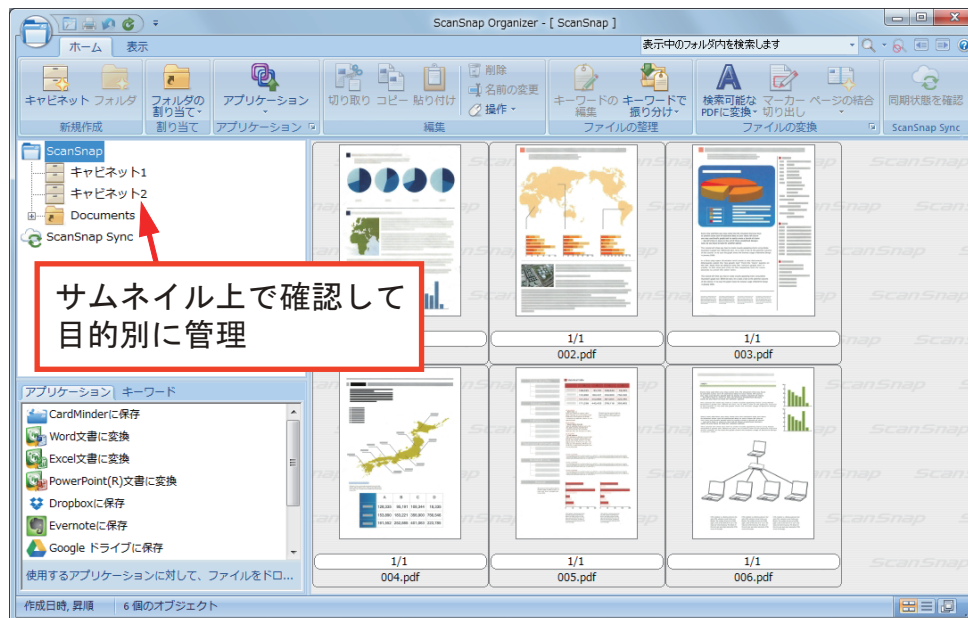 ScanSnap Organizer - [ ScanSnap ]
ホーム 表示
表示中のフォルダ内を検索します
キャビネット フォルダ
新規作成
フォルダの
割り当て
割り当て
アプリケーション
アプリケーション
切り取り コピー 貼り付け
削除
名前の変更
操作
編集
キーワードの
編集
キーワードで
振り分け
ファイルの整理
検索可能な
PDFに変換
マーカー
切り出し
ページの結合
ファイルの変換
同期状態を確認
ScanSnap Sync
ScanSnap
キャビネット1
キャビネット2
Documents
ScanSnap Sync
サムネイル上で確認して
目的別に管理
1/1
002.pdf
1/1
003.pdf
アプリケーション キーワード
CardMinderに保存
Word文書に変換
Excel文書に変換
PowerPoint(R)文書に変換
Dropboxに保存
Evernoteに保存
Google ドライブに保存
使用するアプリケーションに対して、ファイルをドロ...
1/1
004.pdf
1/1
005.pdf
1/1
006.pdf
作成日時, 昇順 6 個のオブジェクト